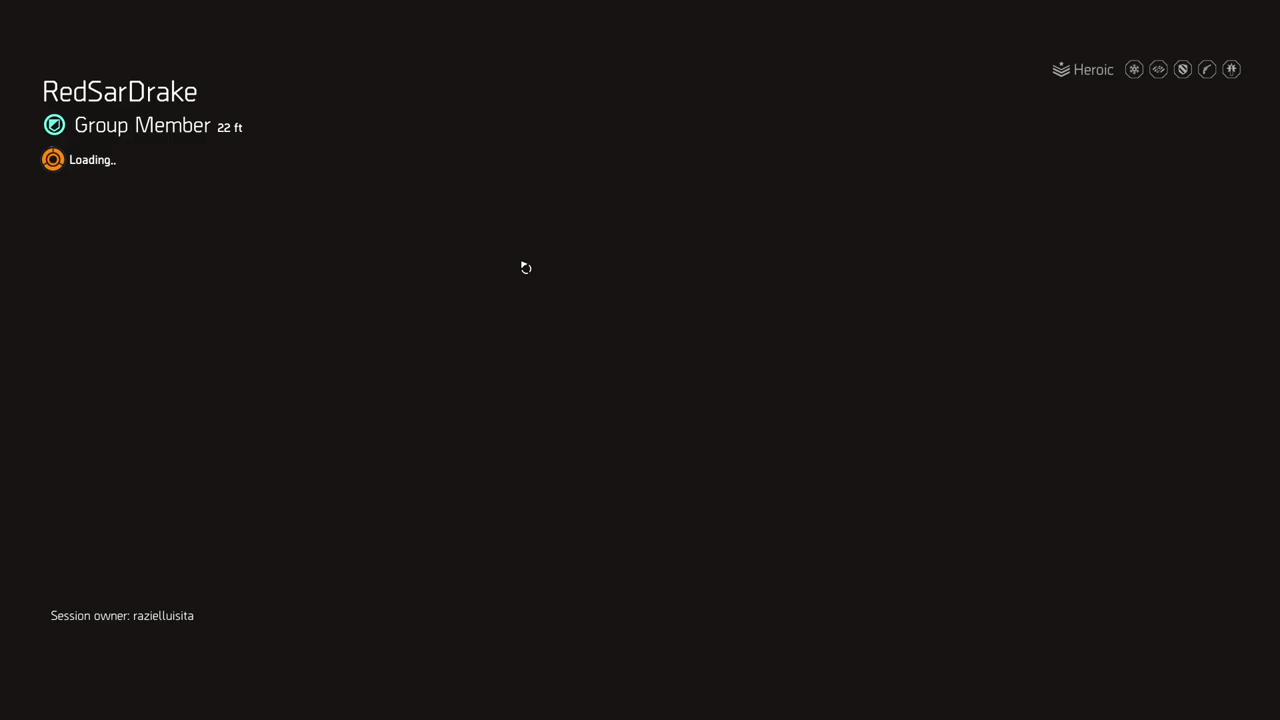 RedSarDrake
Group Member 22 ft
Loading..
Heroic
Session owner: razielluisita